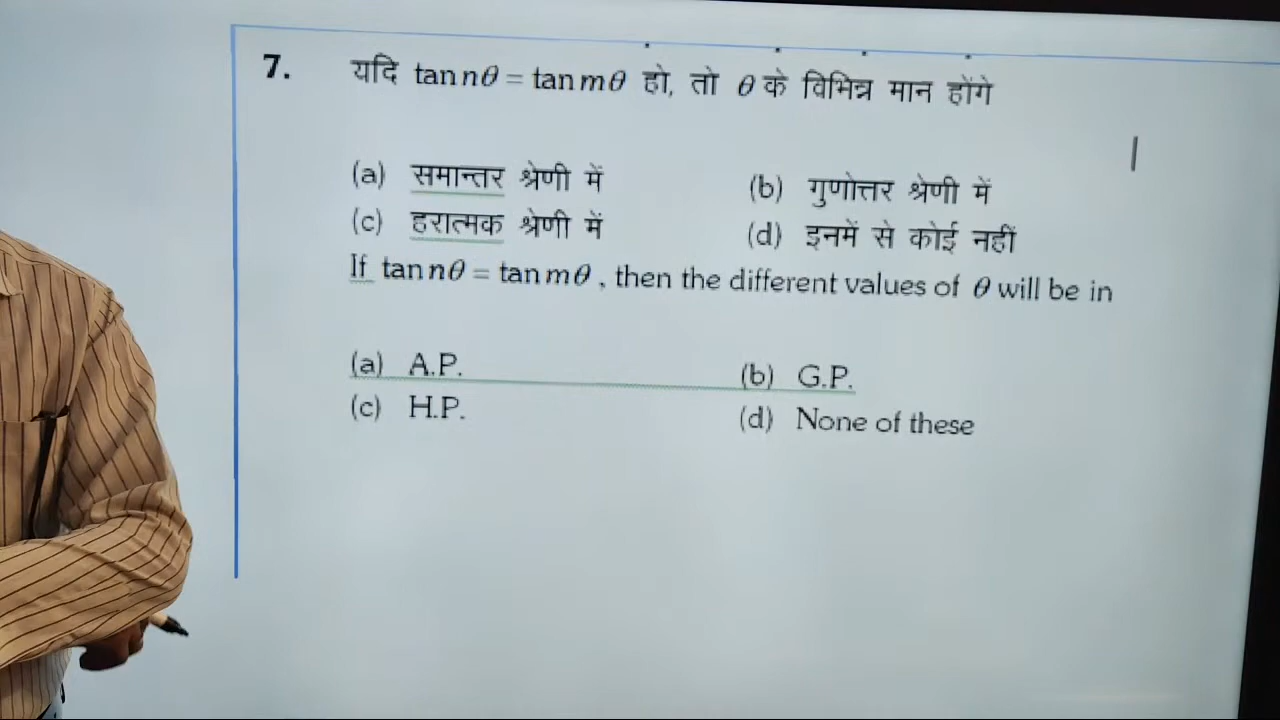 7. यदि tan nθ = tan mθ हो, तो θ के विभिन्न मान होंगे
(a) समान्तर श्रेणी में (b) गुणोत्तर श्रेणी में
(c) हरात्मक श्रेणी में (d) इनमें से कोई नहीं
If tan nθ = tan mθ , then the different values of θ will be in
(a) A.P. (b) G.P.
(c) H.P. (d) None of these